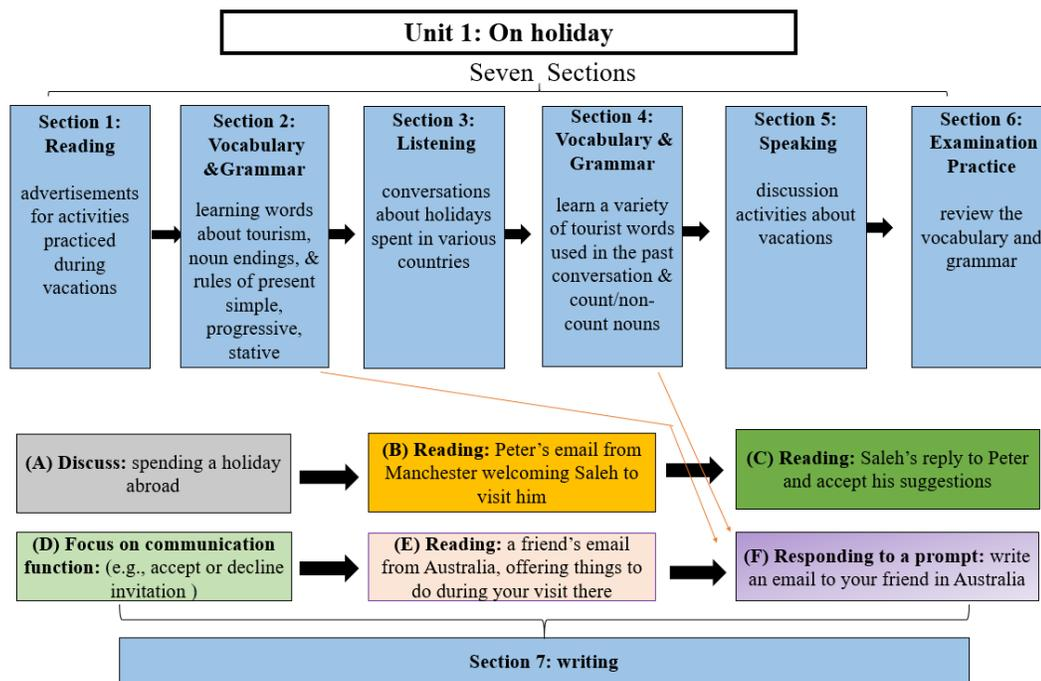 Unit 1: On holiday
Seven Sections
Section 1:
Reading
advertisements
for activities
practiced
during
vacations
Section 2:
Vocabulary
&Grammar
learning words
about tourism,
noun endings, &
rules of present
simple,
progressive,
stative
Section 3:
Listening
conversations
about holidays
spent in various
countries
Section 4:
Vocabulary &
Grammar
learn a variety
of tourist words
used in the past
conversation &
count/non-
count nouns
Section 5:
Speaking
discussion
activities about
vacations
Section 6:
Examination
Practice
review the
vocabulary and
grammar
(A) Discuss: spending a holiday
abroad
(B) Reading: Peter's email from
Manchester welcoming Saleh to
visit him
(C) Reading: Saleh's reply to Peter
and accept his suggestions
(D) Focus on communication
function: (e.g., accept or decline
invitation )
(E) Reading: a friend's email
from Australia, offering things to
do during your visit there
(F) Responding to a prompt: write
an email to your friend in Australia
Section 7: writing